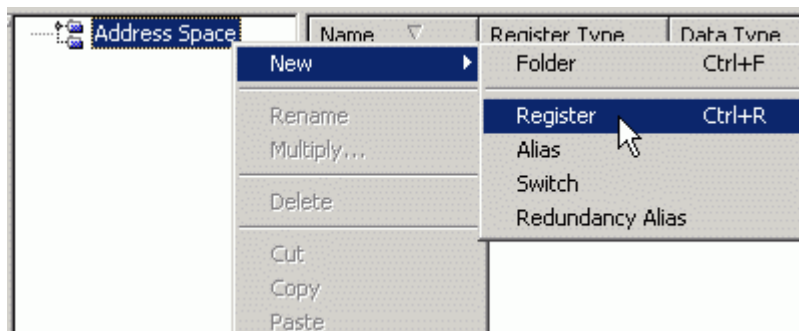 Address Space
Name Register Type Data Type
New
Folder Ctrl+F
Rename
Register Ctrl+R
Multiply...
Alias
Switch
Delete
Redundancy Alias
Cut
Copy
Paste